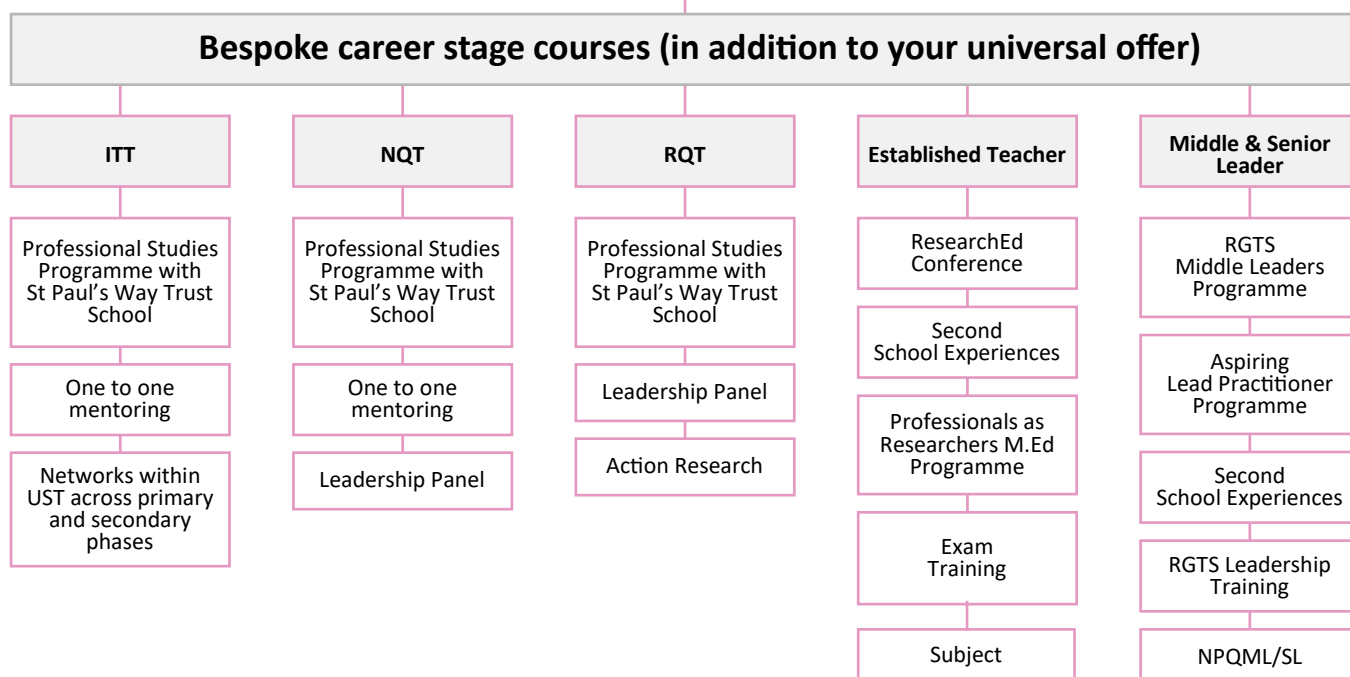 Bespoke career stage courses (in addition to your universal offer)
ITT
Professional Studies
Programme with
St Paul's Way Trust
School
One to one
mentoring
Networks within
UST across primary
and secondary
phases
NQT
Professional Studies
Programme with
St Paul's Way Trust
School
One to one
mentoring
Leadership Panel
RQT
Professional Studies
Programme with
St Paul's Way Trust
School
Leadership Panel
Action Research
Established Teacher
ResearchEd
Conference
Second
School Experiences
Professionals as
Researchers M.Ed
Programme
Exam
Training
Subject
Middle & Senior
Leader
RGTS
Middle Leaders
Programme
Aspiring
Lead Practitioner
Programme
Second
School Experiences
RGTS Leadership
Training
NPQML/SL